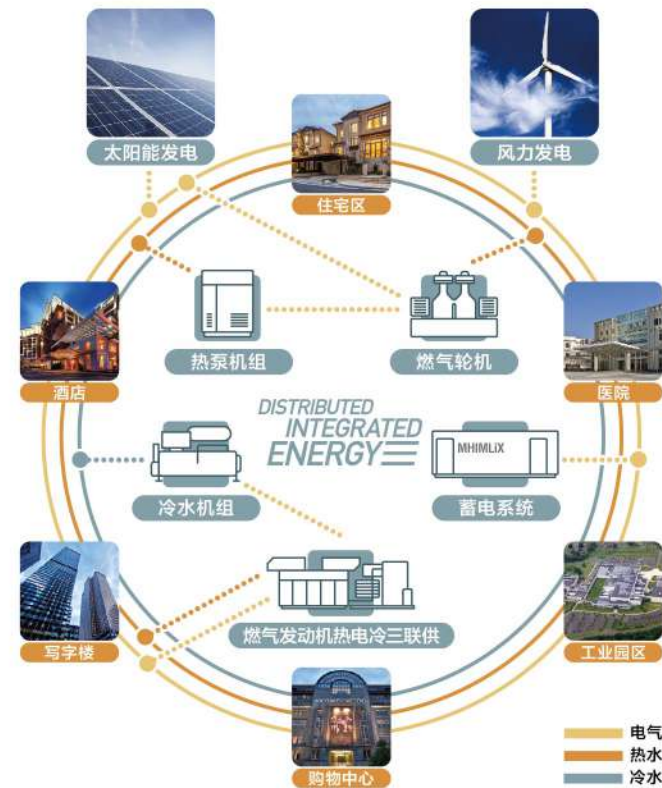 太阳能发电
风力发电
住宅区
热泵机组
燃气轮机
酒店
医院
DISTRIBUTED
INTEGRATED
ENERGY
MHIMLiX
冷水机组
蓄电系统
写字楼
燃气发动机热电冷三联供
工业园区
购物中心
电气
热水
冷水